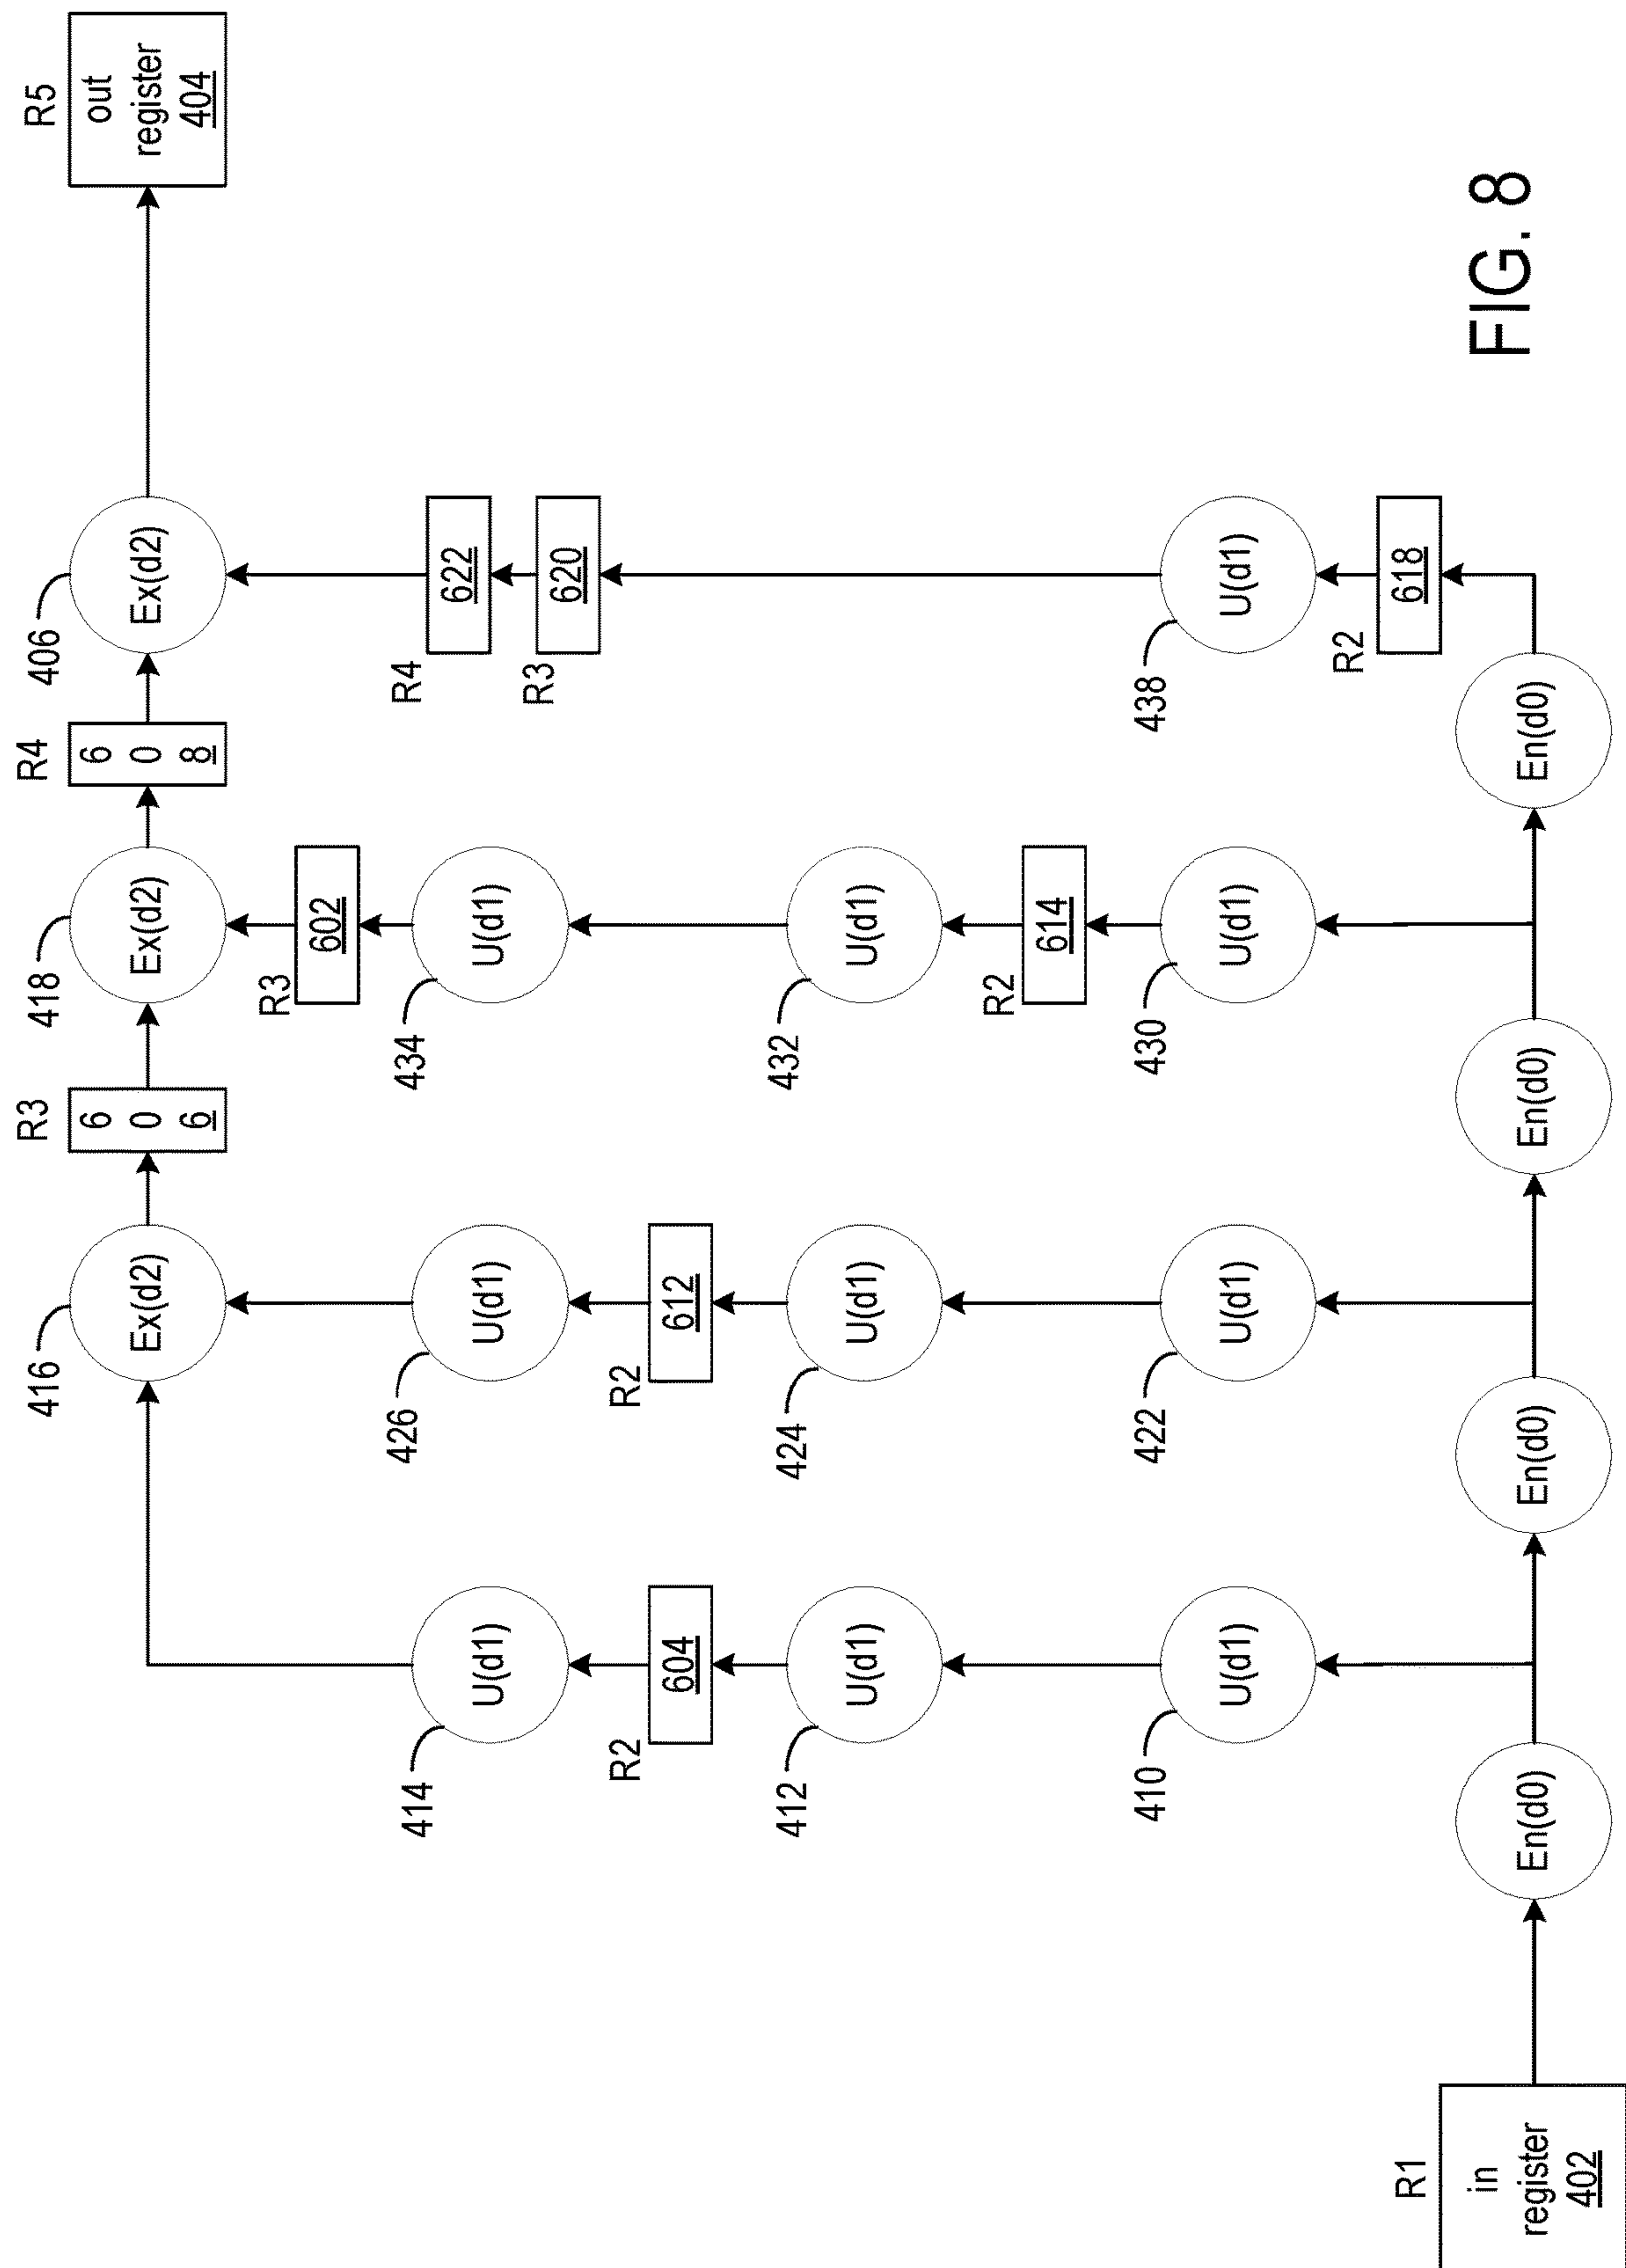 416
Ex(d2)
R3
6
0
6
418
Ex(d2)
R4
6
0
8
406
Ex(d2)
R5
out
register
404
R3
602
414
U(d1)
426
U(d1)
434
U(d1)
R4
622
R3
620
R2
604
R2
612
412
U(d1)
424
U(d1)
432
U(d1)
R2
614
410
U(d1)
422
U(d1)
430
U(d1)
438
U(d1)
R2
618
R1
in
register
402
En(d0)
En(d0)
En(d0)
En(d0)
FIG. 8